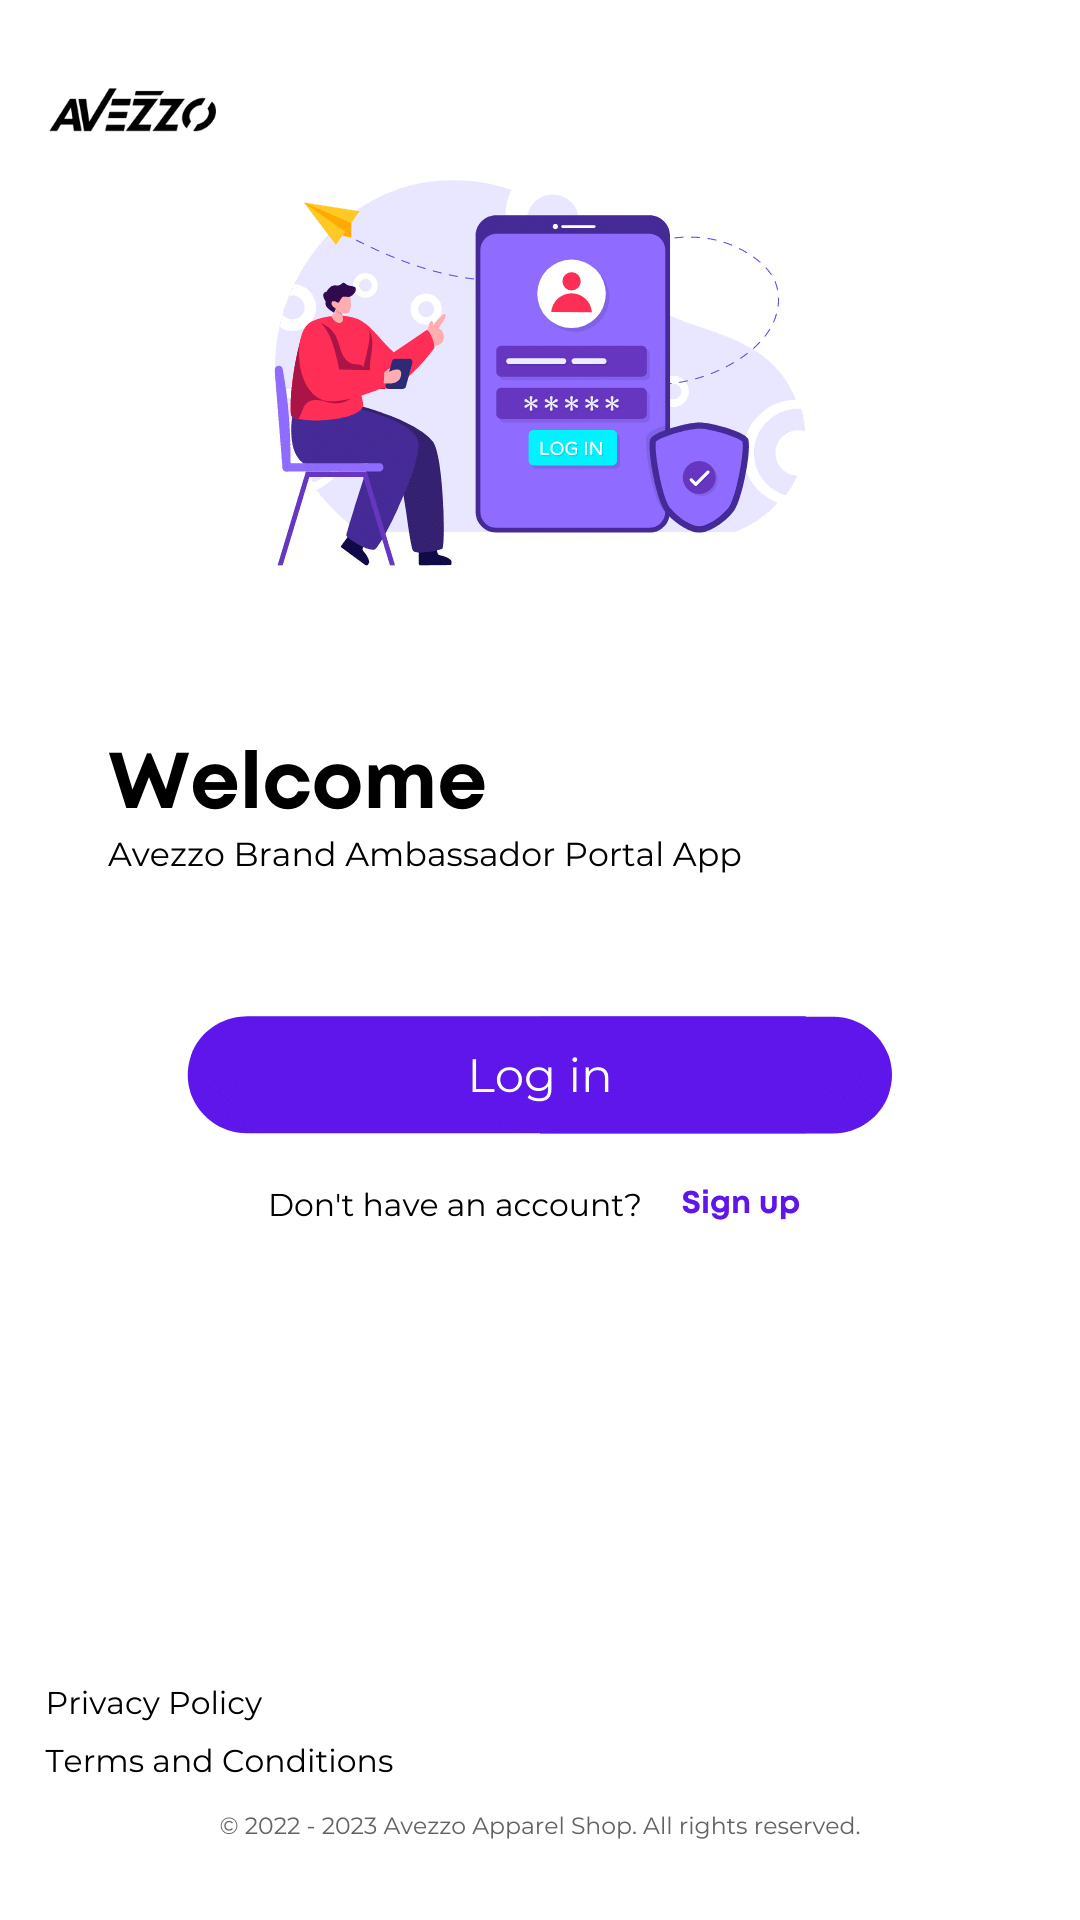 AVEZZO
*****
LOG IN
Welcome
Avezzo Brand Ambassador Portal App
Log in
Don't have an account? Sign up
Privacy Policy
Terms and Conditions
© 2022 - 2023 Avezzo Apparel Shop. All rights reserved.